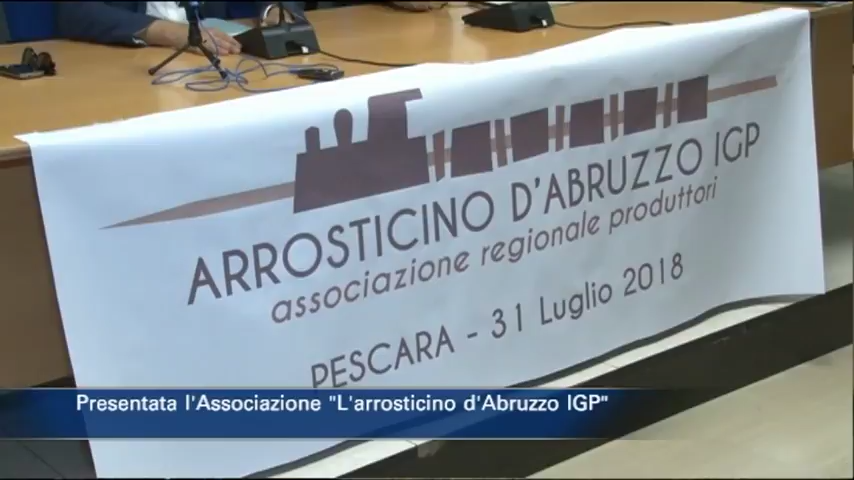 ARROSTICINO D'ABRUZZO IGP
associazione regionale produttori
PESCARA - 31 Luglio 2018
Presentata l'Associazione "L'arrosticino d'Abruzzo IGP"